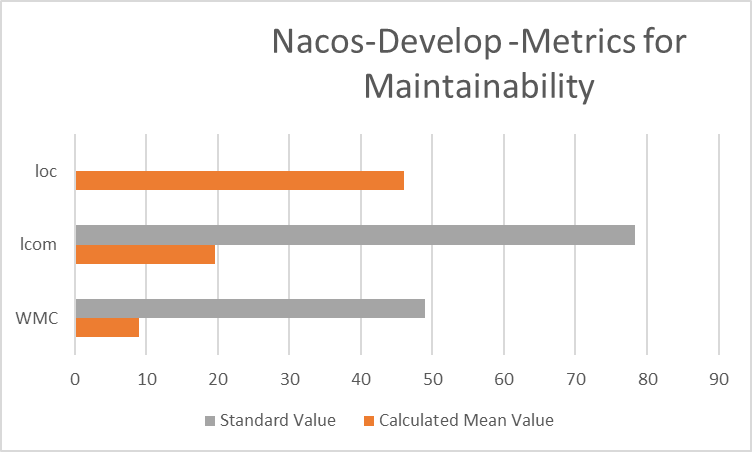 Nacos-Develop -Metrics for
Maintainability
loc
lcom
WMC
0 10 20 30 40 50 60 70 80 90
Standard Value Calculated Mean Value